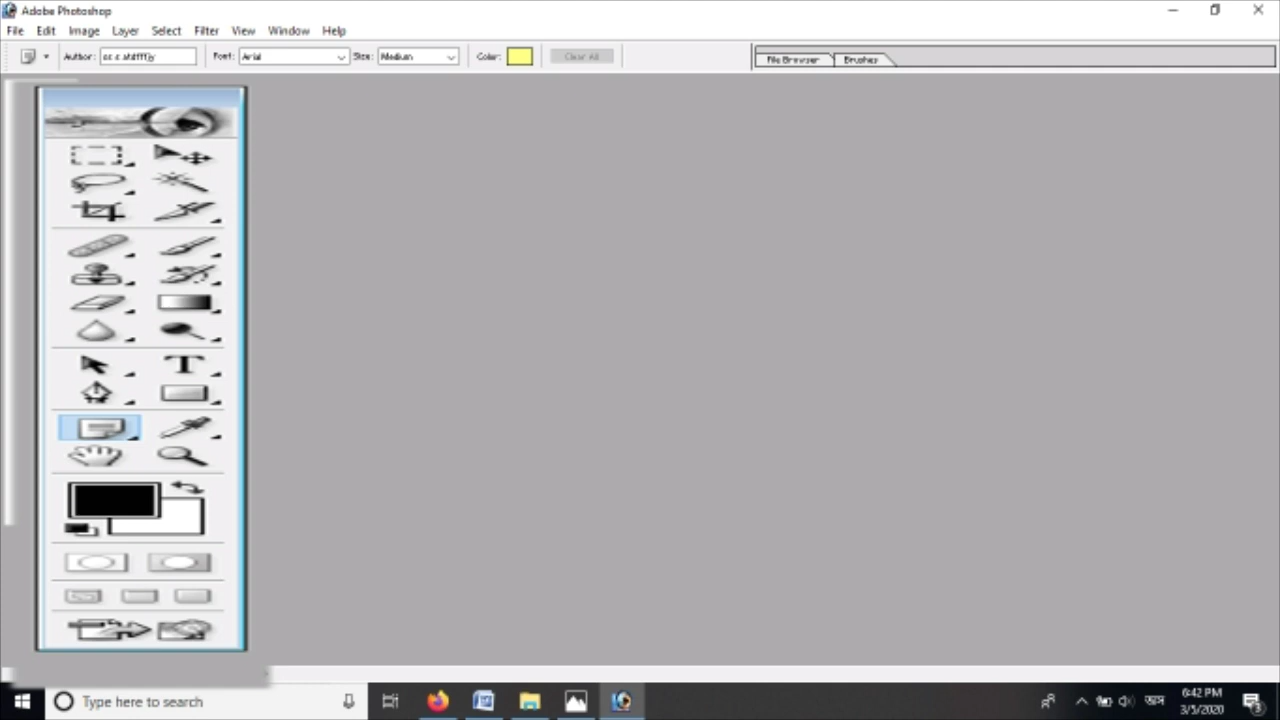 Adobe Photoshop
File Edit Image Layer Select Filter View Window Help
Author: Font: Arial Size: Medium Color: Clear All File Browser Brushes
T
Type here to search
6:42 PM
3/5/2020
3